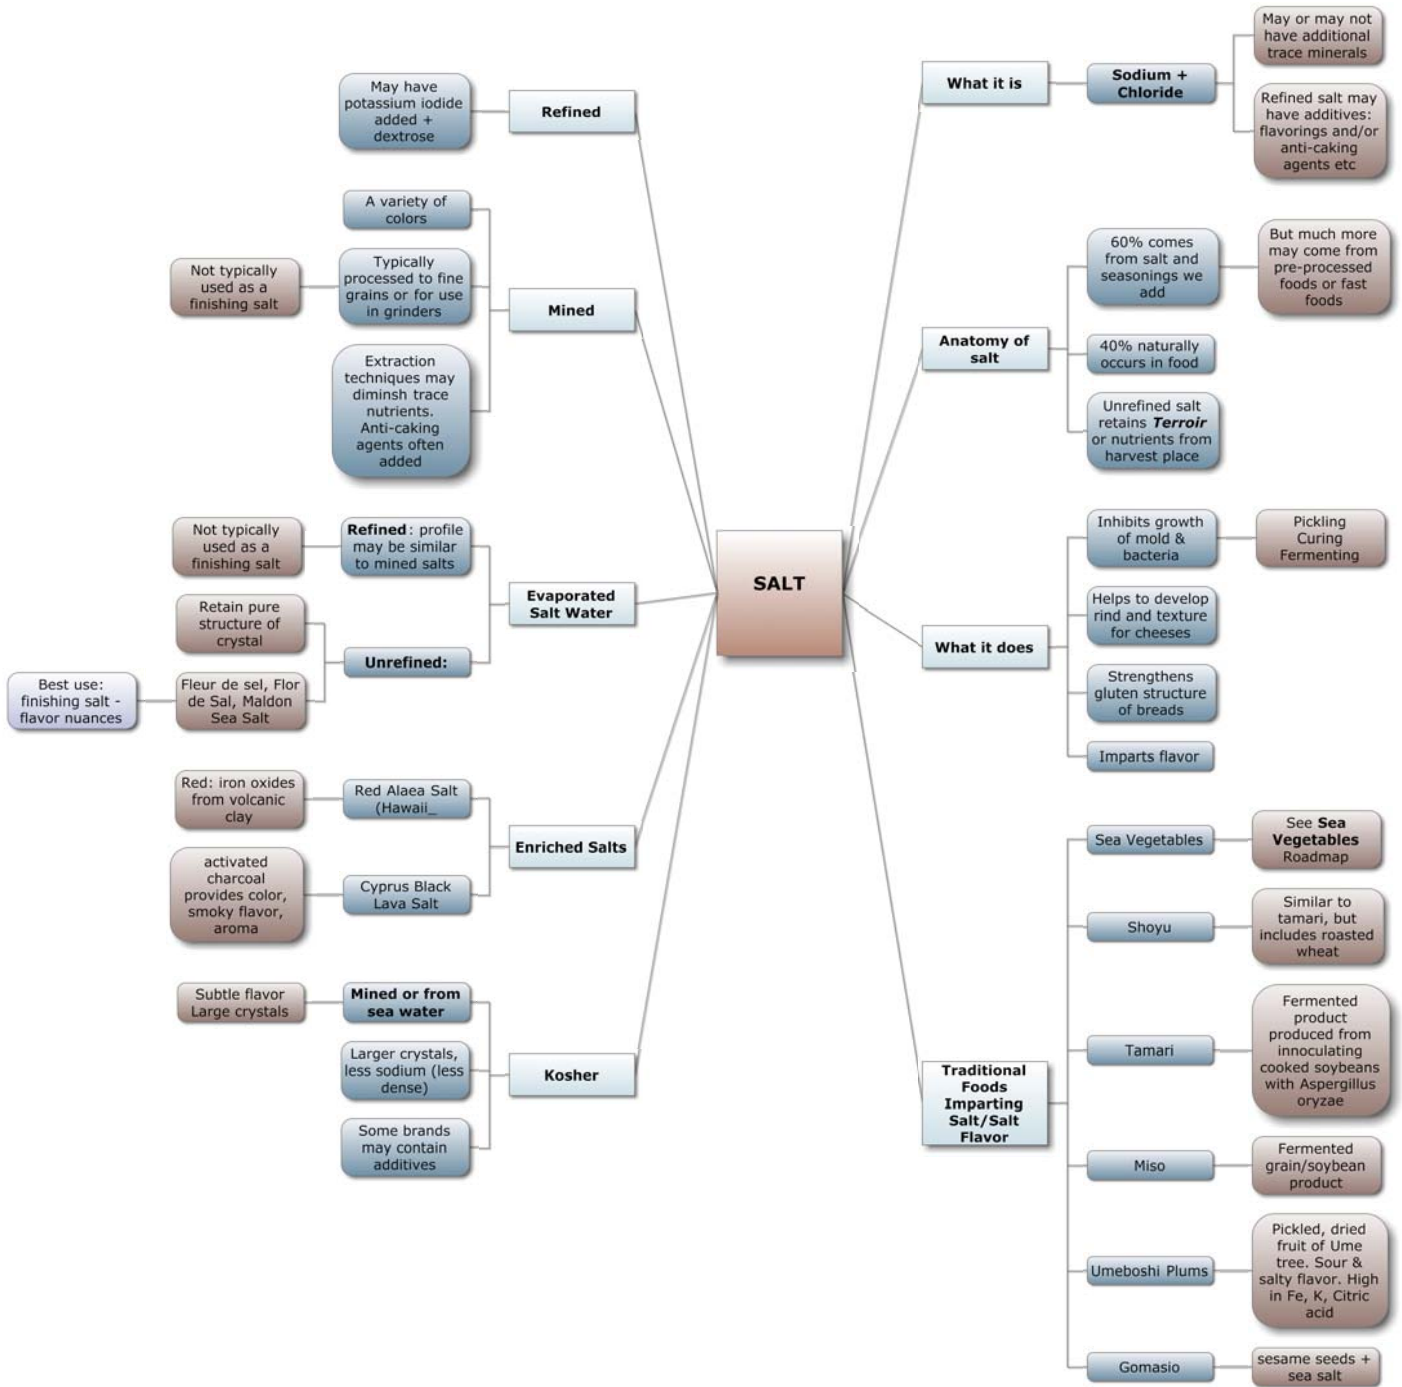 SALT
Refined
May have
potassium iodide
added +
dextrose
Mined
A variety of
colors
Typically
processed to fine
grains or for use
in grinders
Not typically
used as a
finishing salt
Extraction
techniques may
diminsh trace
nutrients.
Anti-caking
agents often
added
Evaporated
Salt Water
Refined: profile
may be similar
to mined salts
Not typically
used as a
finishing salt
Unrefined:
Retain pure
structure of
crystal
Fleur de sel, Flor
de Sal, Maldon
Sea Salt
Best use:
finishing salt -
flavor nuances
Enriched Salts
Red Alaea Salt
(Hawaii_
Red: iron oxides
from volcanic
clay
Cyprus Black
Lava Salt
activated
charcoal
provides color,
smoky flavor,
aroma
Kosher
Mined or from
sea water
Subtle flavor
Large crystals
Larger crystals,
less sodium (less
dense)
Some brands
may contain
additives
What it is
Sodium +
Chloride
May or may not
have additional
trace minerals
Refined salt may
have additives:
flavorings and/or
anti-caking
agents etc
Anatomy of
salt
60% comes
from salt and
seasonings we
add
But much more
may come from
pre-processed
foods or fast
foods
40% naturally
occurs in food
Unrefined salt
retains Terroir
or nutrients from
harvest place
What it does
Inhibits growth
of mold &
bacteria
Pickling
Curing
Fermenting
Helps to develop
rind and texture
for cheeses
Strengthens
gluten structure
of breads
Imparts flavor
Traditional
Foods
Imparting
Salt/Salt
Flavor
Sea Vegetables
See Sea
Vegetables
Roadmap
Shoyu
Similar to
tamari, but
includes roasted
wheat
Tamari
Fermented
product
produced from
innoculating
cooked soybeans
with Aspergillus
oryzae
Miso
Fermented
grain/soybean
product
Umeboshi Plums
Pickled, dried
fruit of Ume
tree. Sour &
salty flavor. High
in Fe, K, Citric
acid
Gomasio
sesame seeds +
sea salt